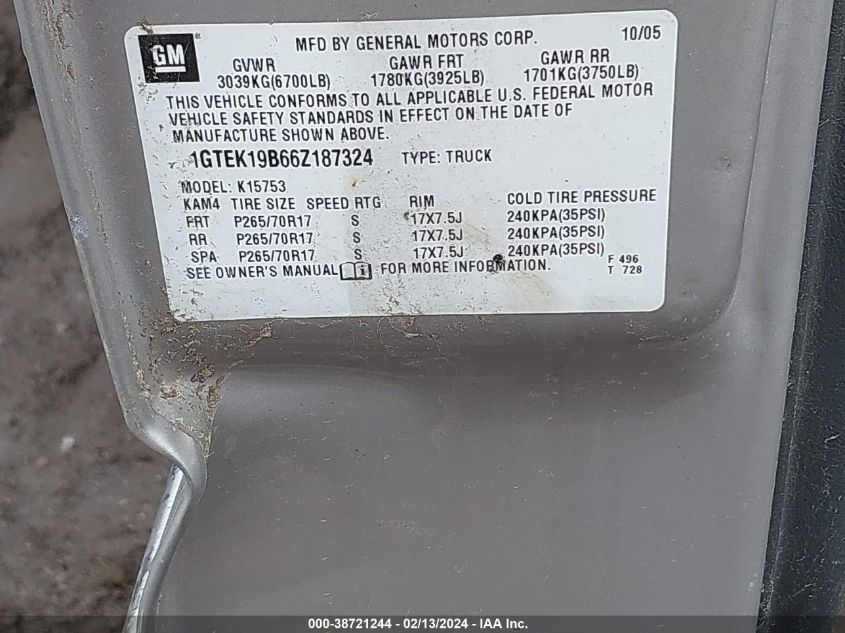 GM
MFD BY GENERAL MOTORS CORP. 10/05
GVWR GAWR FRT GAWR RR
3039KG(6700LB) 1780KG(3925LB) 1701KG(3750LB)
THIS VEHICLE CONFORMS TO ALL APPLICABLE U.S. FEDERAL MOTOR
VEHICLE SAFETY STANDARDS IN EFFECT ON THE DATE OF
MANUFACTURE SHOWN ABOVE.
1GTEK19B66Z187324 TYPE: TRUCK
MODEL: K15753
KAM4 TIRE SIZE SPEED RTG RIM COLD TIRE PRESSURE
FRT P265/70R17 S 17X7.5J 240KPA(35PSI)
RR P265/70R17 S 17X7.5J 240KPA(35PSI)
SPA P265/70R17 S 17X7.5J 240KPA(35PSI)
SEE OWNER'S MANUAL FOR MORE INFORMATION.
F 496
T 728
000-38721244 - 02/13/2024 - IAA Inc.